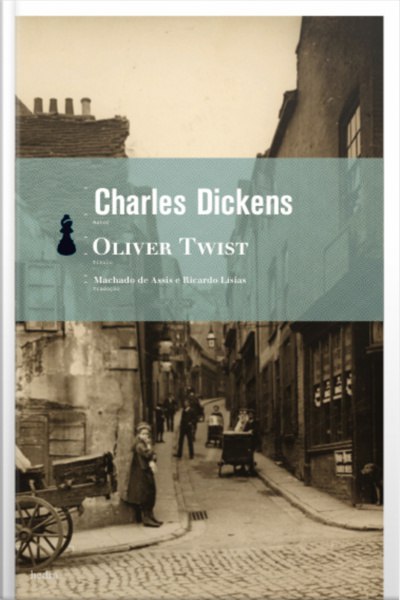 Charles Dickens
Autor
OLIVER TWIST
Título
Machado de Assis e Ricardo Lísias
Tradução
hedra